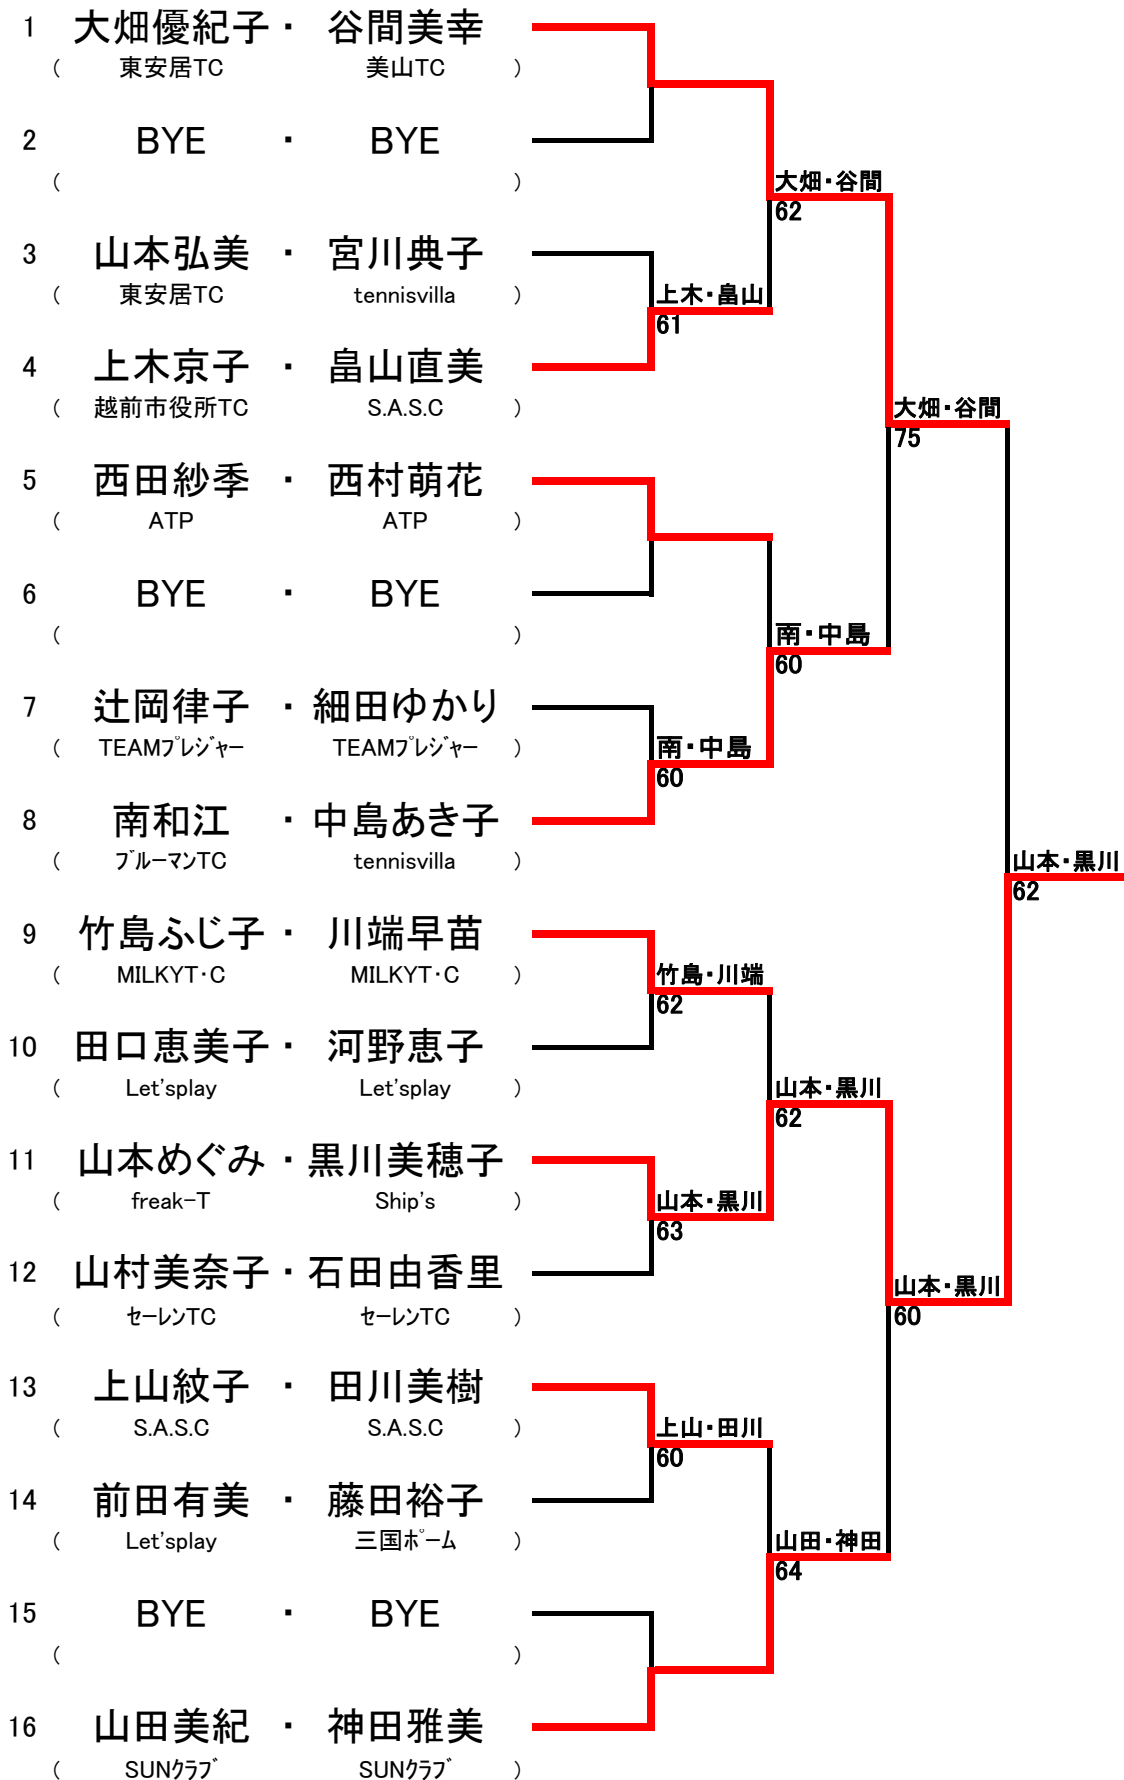 1 大畑優紀子・ 谷間美幸
( 東安居TC 美山TC )
2 BYE ・ BYE
( )
大畑・谷間
62
3 山本弘美 ・ 宮川典子
( 東安居TC tennisvilla )
上木・畠山
61
4 上木京子 ・ 畠山直美
( 越前市役所TC S.A.S.C )
大畑・谷間
75
5 西田紗季 ・ 西村萌花
( ATP ATP )
6 BYE ・ BYE
( )
南・中島
60
7 辻岡律子 ・ 細田ゆかり
( TEAMﾌﾟﾚｼﾞｬｰ TEAMﾌﾟﾚｼﾞｬｰ )
南・中島
60
8 南和江 ・ 中島あき子
( ﾌﾞﾙｰﾏﾝTC tennisvilla )
山本・黒川
62
9 竹島ふじ子・ 川端早苗
( MILKYT・C MILKYT・C )
竹島・川端
62
10 田口恵美子・ 河野恵子
( Let'splay Let'splay )
山本・黒川
62
11 山本めぐみ・ 黒川美穂子
( freak-T Ship's )
山本・黒川
63
12 山村美奈子・ 石田由香里
( ｾｰﾚﾝTC ｾｰﾚﾝTC )
山本・黒川
60
13 上山紋子 ・ 田川美樹
( S.A.S.C S.A.S.C )
上山・田川
60
14 前田有美 ・ 藤田裕子
( Let'splay 三国ﾎﾟｰﾑ )
山田・神田
64
15 BYE ・ BYE
( )
16 山田美紀 ・ 神田雅美
( SUNｸﾗﾌﾞ SUNｸﾗﾌﾞ )